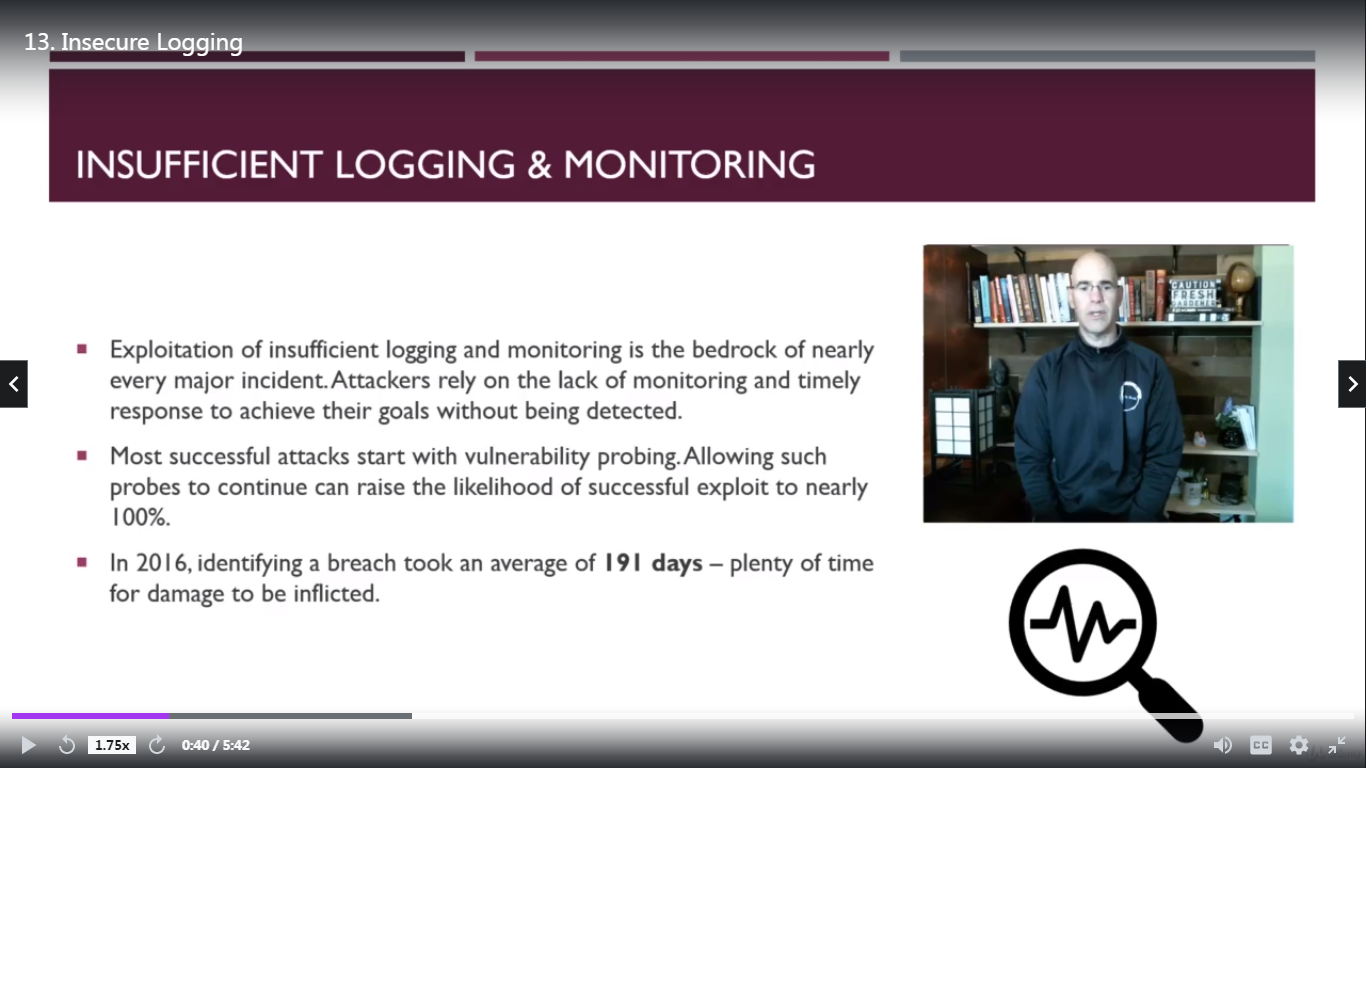 13. Insecure Logging
INSUFFICIENT LOGGING & MONITORING
▪ Exploitation of insufficient logging and monitoring is the bedrock of nearly
every major incident. Attackers rely on the lack of monitoring and timely
response to achieve their goals without being detected.
▪ Most successful attacks start with vulnerability probing. Allowing such
probes to continue can raise the likelihood of successful exploit to nearly
100%.
▪ In 2016, identifying a breach took an average of 191 days – plenty of time
for damage to be inflicted.
CAUTION
FRESH
GARDENER
1.75x
0:40 / 5:42
CC